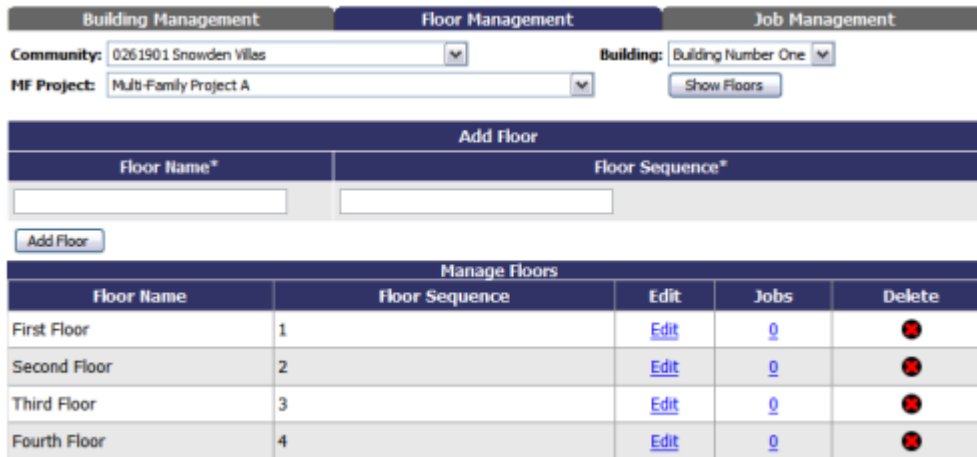 Building Management Floor Management Job Management
Community: 0261901 Snowden Villas Building: Building Number One
MF Project: Multi-Family Project A Show Floors
Add Floor
Floor Name* Floor Sequence*
Add Floor
Manage Floors
Floor Name Floor Sequence Edit Jobs Delete
First Floor 1 Edit 0
Second Floor 2 Edit 0
Third Floor 3 Edit 0
Fourth Floor 4 Edit 0